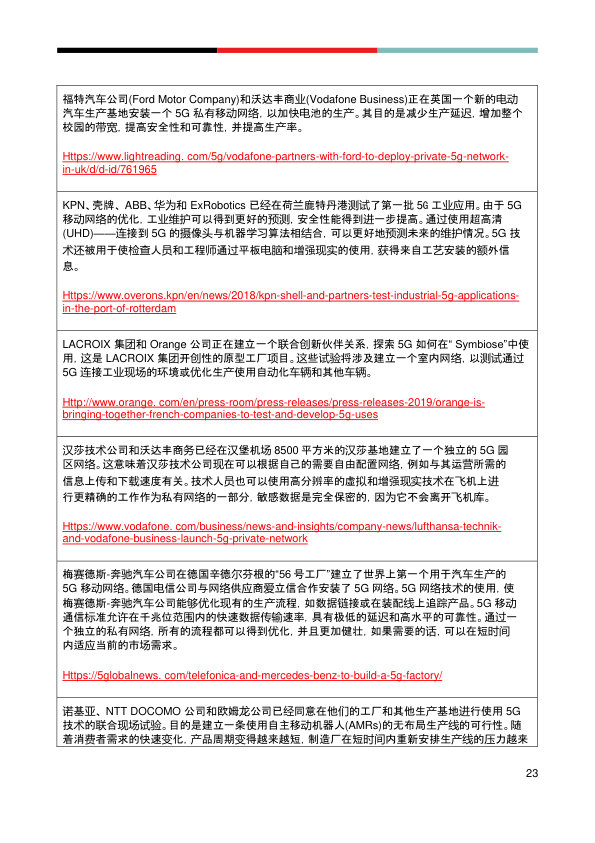 福特汽车公司(Ford Motor Company)和沃达丰商业(Vodafone Business)正在英国一个新的电动
汽车生产基地安装一个 5G 私有移动网络，以加快电池的生产。其目的是减少生产延迟，增加整个
校园的带宽，提高安全性和可靠性，并提高生产率。
Https://www.lightreading. com/5g/vodafone-partners-with-ford-to-deploy-private-5g-network-
in-uk/d/d-id/761965
KPN、壳牌、ABB、华为和 ExRobotics 已经在荷兰鹿特丹港测试了第一批 5G 工业应用。由于 5G
移动网络的优化，工业维护可以得到更好的预测，安全性能得到进一步提高。通过使用超高清
(UHD)——连接到 5G 的摄像头与机器学习算法相结合，可以更好地预测未来的维护情况。5G 技
术还被用于使检查人员和工程师通过平板电脑和增强现实的使用，获得来自工艺安装的额外信
息。
Https://www.overons.kpn/en/news/2018/kpn-shell-and-partners-test-industrial-5g-applications-
in-the-port-of-rotterdam
LACROIX 集团和 Orange 公司正在建立一个联合创新伙伴关系，探索 5G 如何在“ Symbiose”中使
用，这是 LACROIX 集团开创性的原型工厂项目。这些试验将涉及建立一个室内网络，以测试通过
5G 连接工业现场的环境或优化生产使用自动化车辆和其他车辆。
Http://www.orange. com/en/press-room/press-releases/press-releases-2019/orange-is-
bringing-together-french-companies-to-test-and-develop-5g-uses
汉莎技术公司和沃达丰商务已经在汉堡机场 8500 平方米的汉莎基地建立了一个独立的 5G 园
区网络。这意味着汉莎技术公司现在可以根据自己的需要自由配置网络，例如与其运营所需的
信息上传和下载速度有关。技术人员也可以使用高分辨率的虚拟和增强现实技术在飞机上进
行更精确的工作作为私有网络的一部分，敏感数据是完全保密的，因为它不会离开飞机库。
Https://www.vodafone. com/business/news-and-insights/company-news/lufthansa-technik-
and-vodafone-business-launch-5g-private-network
梅赛德斯-奔驰汽车公司在德国辛德尔芬根的“56 号工厂”建立了世界上第一个用于汽车生产的
5G 移动网络。德国电信公司与网络供应商爱立信合作安装了 5G 网络。5G 网络技术的使用，使
梅赛德斯-奔驰汽车公司能够优化现有的生产流程，如数据链接或在装配线上追踪产品。5G 移动
通信标准允许在千兆位范围内的快速数据传输速率，具有极低的延迟和高水平的可靠性。通过一
个独立的私有网络，所有的流程都可以得到优化，并且更加健壮，如果需要的话，可以在短时间
内适应当前的市场需求。
Https://5globalnews. com/telefonica-and-mercedes-benz-to-build-a-5g-factory/
诺基亚、NTT DOCOMO 公司和欧姆龙公司已经同意在他们的工厂和其他生产基地进行使用 5G
技术的联合现场试验。目的是建立一条使用自主移动机器人(AMRs)的无布局生产线的可行性。随
着消费者需求的快速变化，产品周期变得越来越短，制造厂在短时间内重新安排生产线的压力越来
23